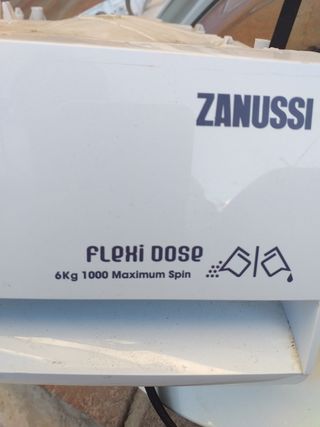 ZANUSSI
FLEXI DOSE
6Kg 1000 Maximum Spin